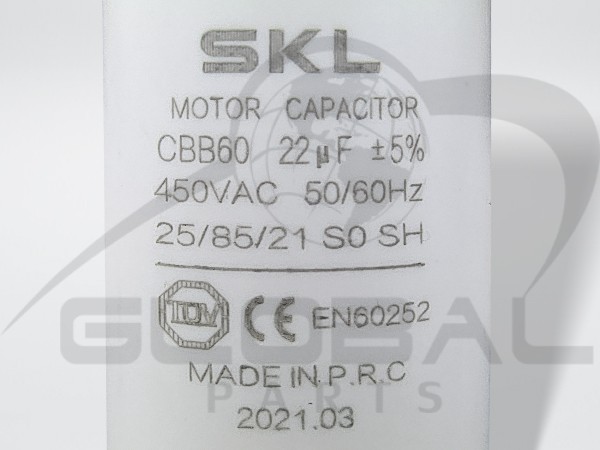 SKL
MOTOR CAPACITOR
CBB60 22µF ±5%
450VAC 50/60Hz
25/85/21 S0 SH
TÜV CE EN60252
MADE IN P.R.C
2021.03
GLOBAL
PARTS